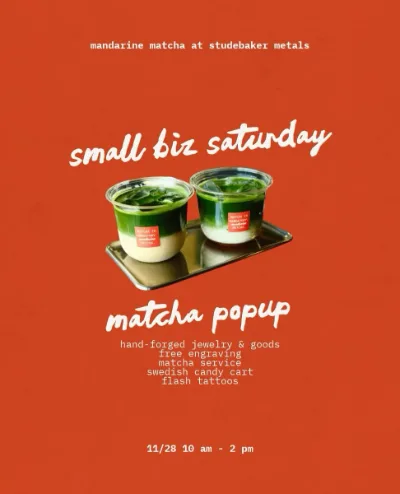 mandarine matcha at studebaker metals
small biz saturday
matcha popup
hand-forged jewelry & goods
free engraving
matcha service
swedish candy cart
flash tattoos
11/28 10 am - 2 pm